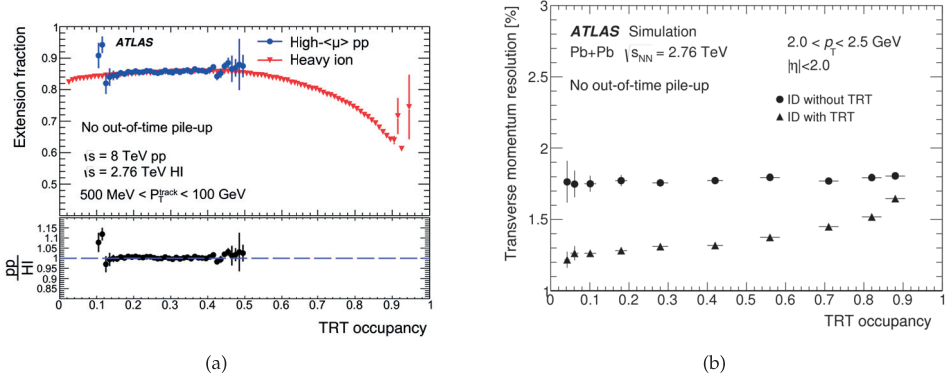 Extension fraction
1
0.9
0.8
0.7
0.6
0.5
ATLAS
High-<μ> pp
Heavy ion
No out-of-time pile-up
√s = 8 TeV pp
√s = 2.76 TeV HI
500 MeV < P_T^track < 100 GeV
pp
HI
1.15
1.1
1.05
1
0.95
0.9
0.85
0 0.1 0.2 0.3 0.4 0.5 0.6 0.7 0.8 0.9 1
TRT occupancy
(a)
Transverse momentum resolution [%]
3
2.5
2
1.5
1
ATLAS Simulation
Pb+Pb √s_NN = 2.76 TeV
No out-of-time pile-up
2.0 < p_T < 2.5 GeV
|η|<2.0
ID without TRT
ID with TRT
0 0.1 0.2 0.3 0.4 0.5 0.6 0.7 0.8 0.9 1
TRT occupancy
(b)